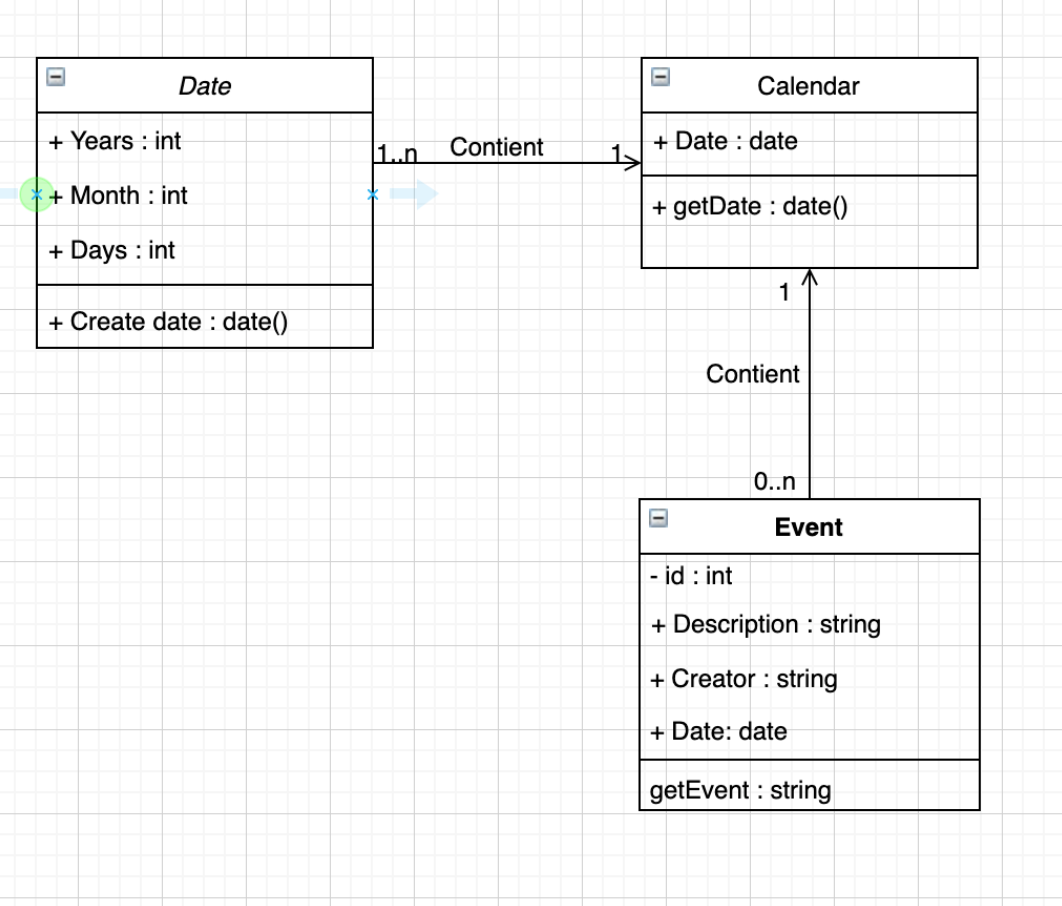 Date
+ Years : int
+ Month : int
+ Days : int
+ Create date : date()
1..n
Contient
1
Calendar
+ Date : date
+ getDate : date()
1
Contient
0..n
Event
- id : int
+ Description : string
+ Creator : string
+ Date: date
getEvent : string